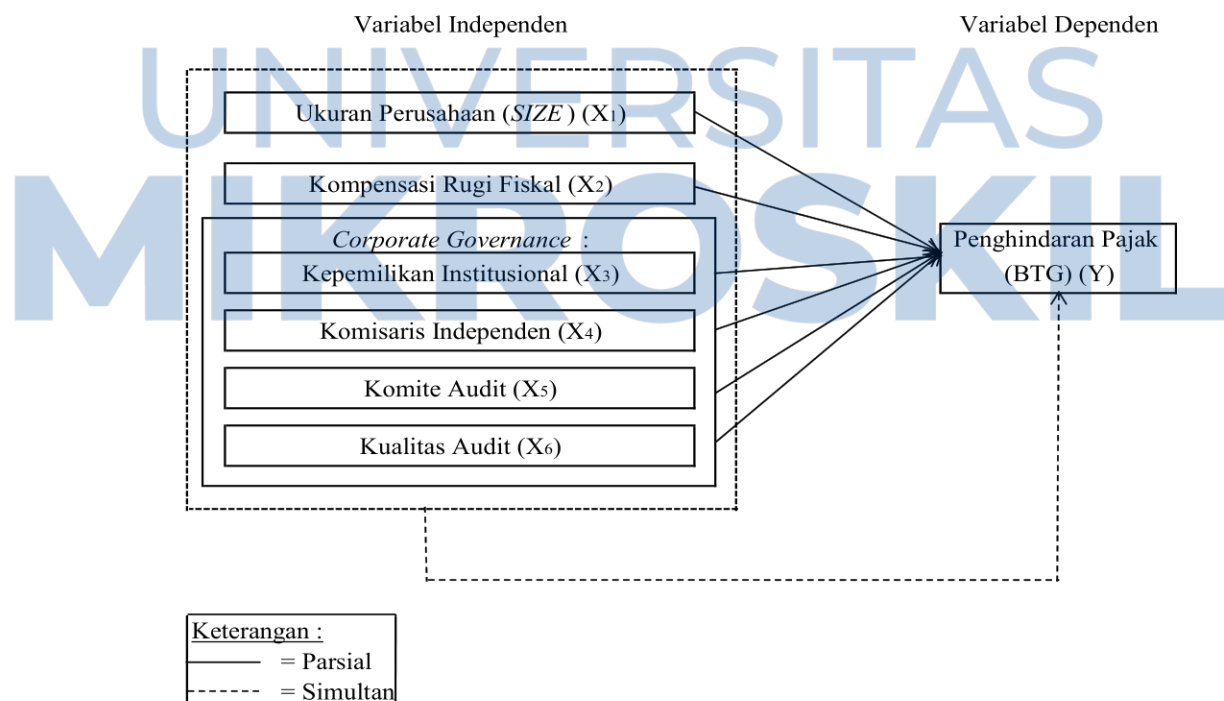 Variabel Independen
Variabel Dependen
UNIVERSITAS
MIKROSKIL
Ukuran Perusahaan (SIZE ) (X1)
Kompensasi Rugi Fiskal (X2)
Corporate Governance :
Kepemilikan Institusional (X3)
Komisaris Independen (X4)
Komite Audit (X5)
Kualitas Audit (X6)
Penghindaran Pajak
(BTG) (Y)
Keterangan :
= Parsial
= Simultan